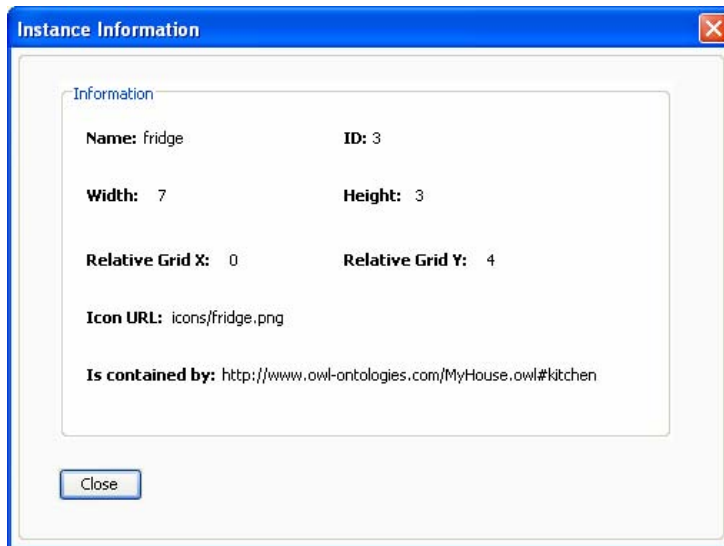 Instance Information
Information
Name: fridge ID: 3
Width: 7 Height: 3
Relative Grid X: 0 Relative Grid Y: 4
Icon URL: icons/fridge.png
Is contained by: http://www.owl-ontologies.com/MyHouse.owl#kitchen
Close